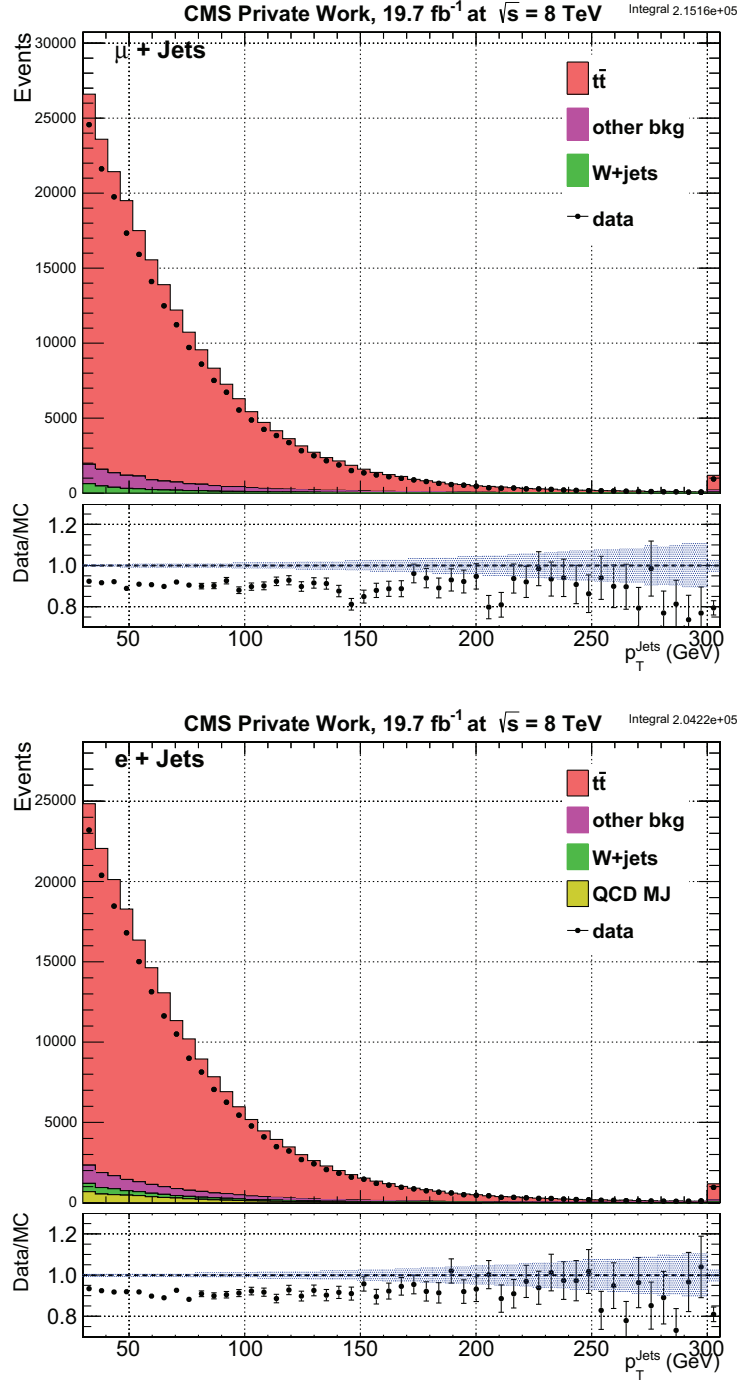 CMS Private Work, 19.7 fb⁻¹ at √s = 8 TeV
Integral 2.1516e+05
Events
μ + Jets
30000
25000
20000
15000
10000
5000
0
tt̄
other bkg
W+jets
data
Data/MC
1.2
1.0
0.8
50 100 150 200 250 300
p_T^Jets (GeV)
CMS Private Work, 19.7 fb⁻¹ at √s = 8 TeV
Integral 2.0422e+05
Events
e + Jets
25000
20000
15000
10000
5000
0
tt̄
other bkg
W+jets
QCD MJ
data
Data/MC
1.2
1.0
0.8
50 100 150 200 250 300
p_T^Jets (GeV)